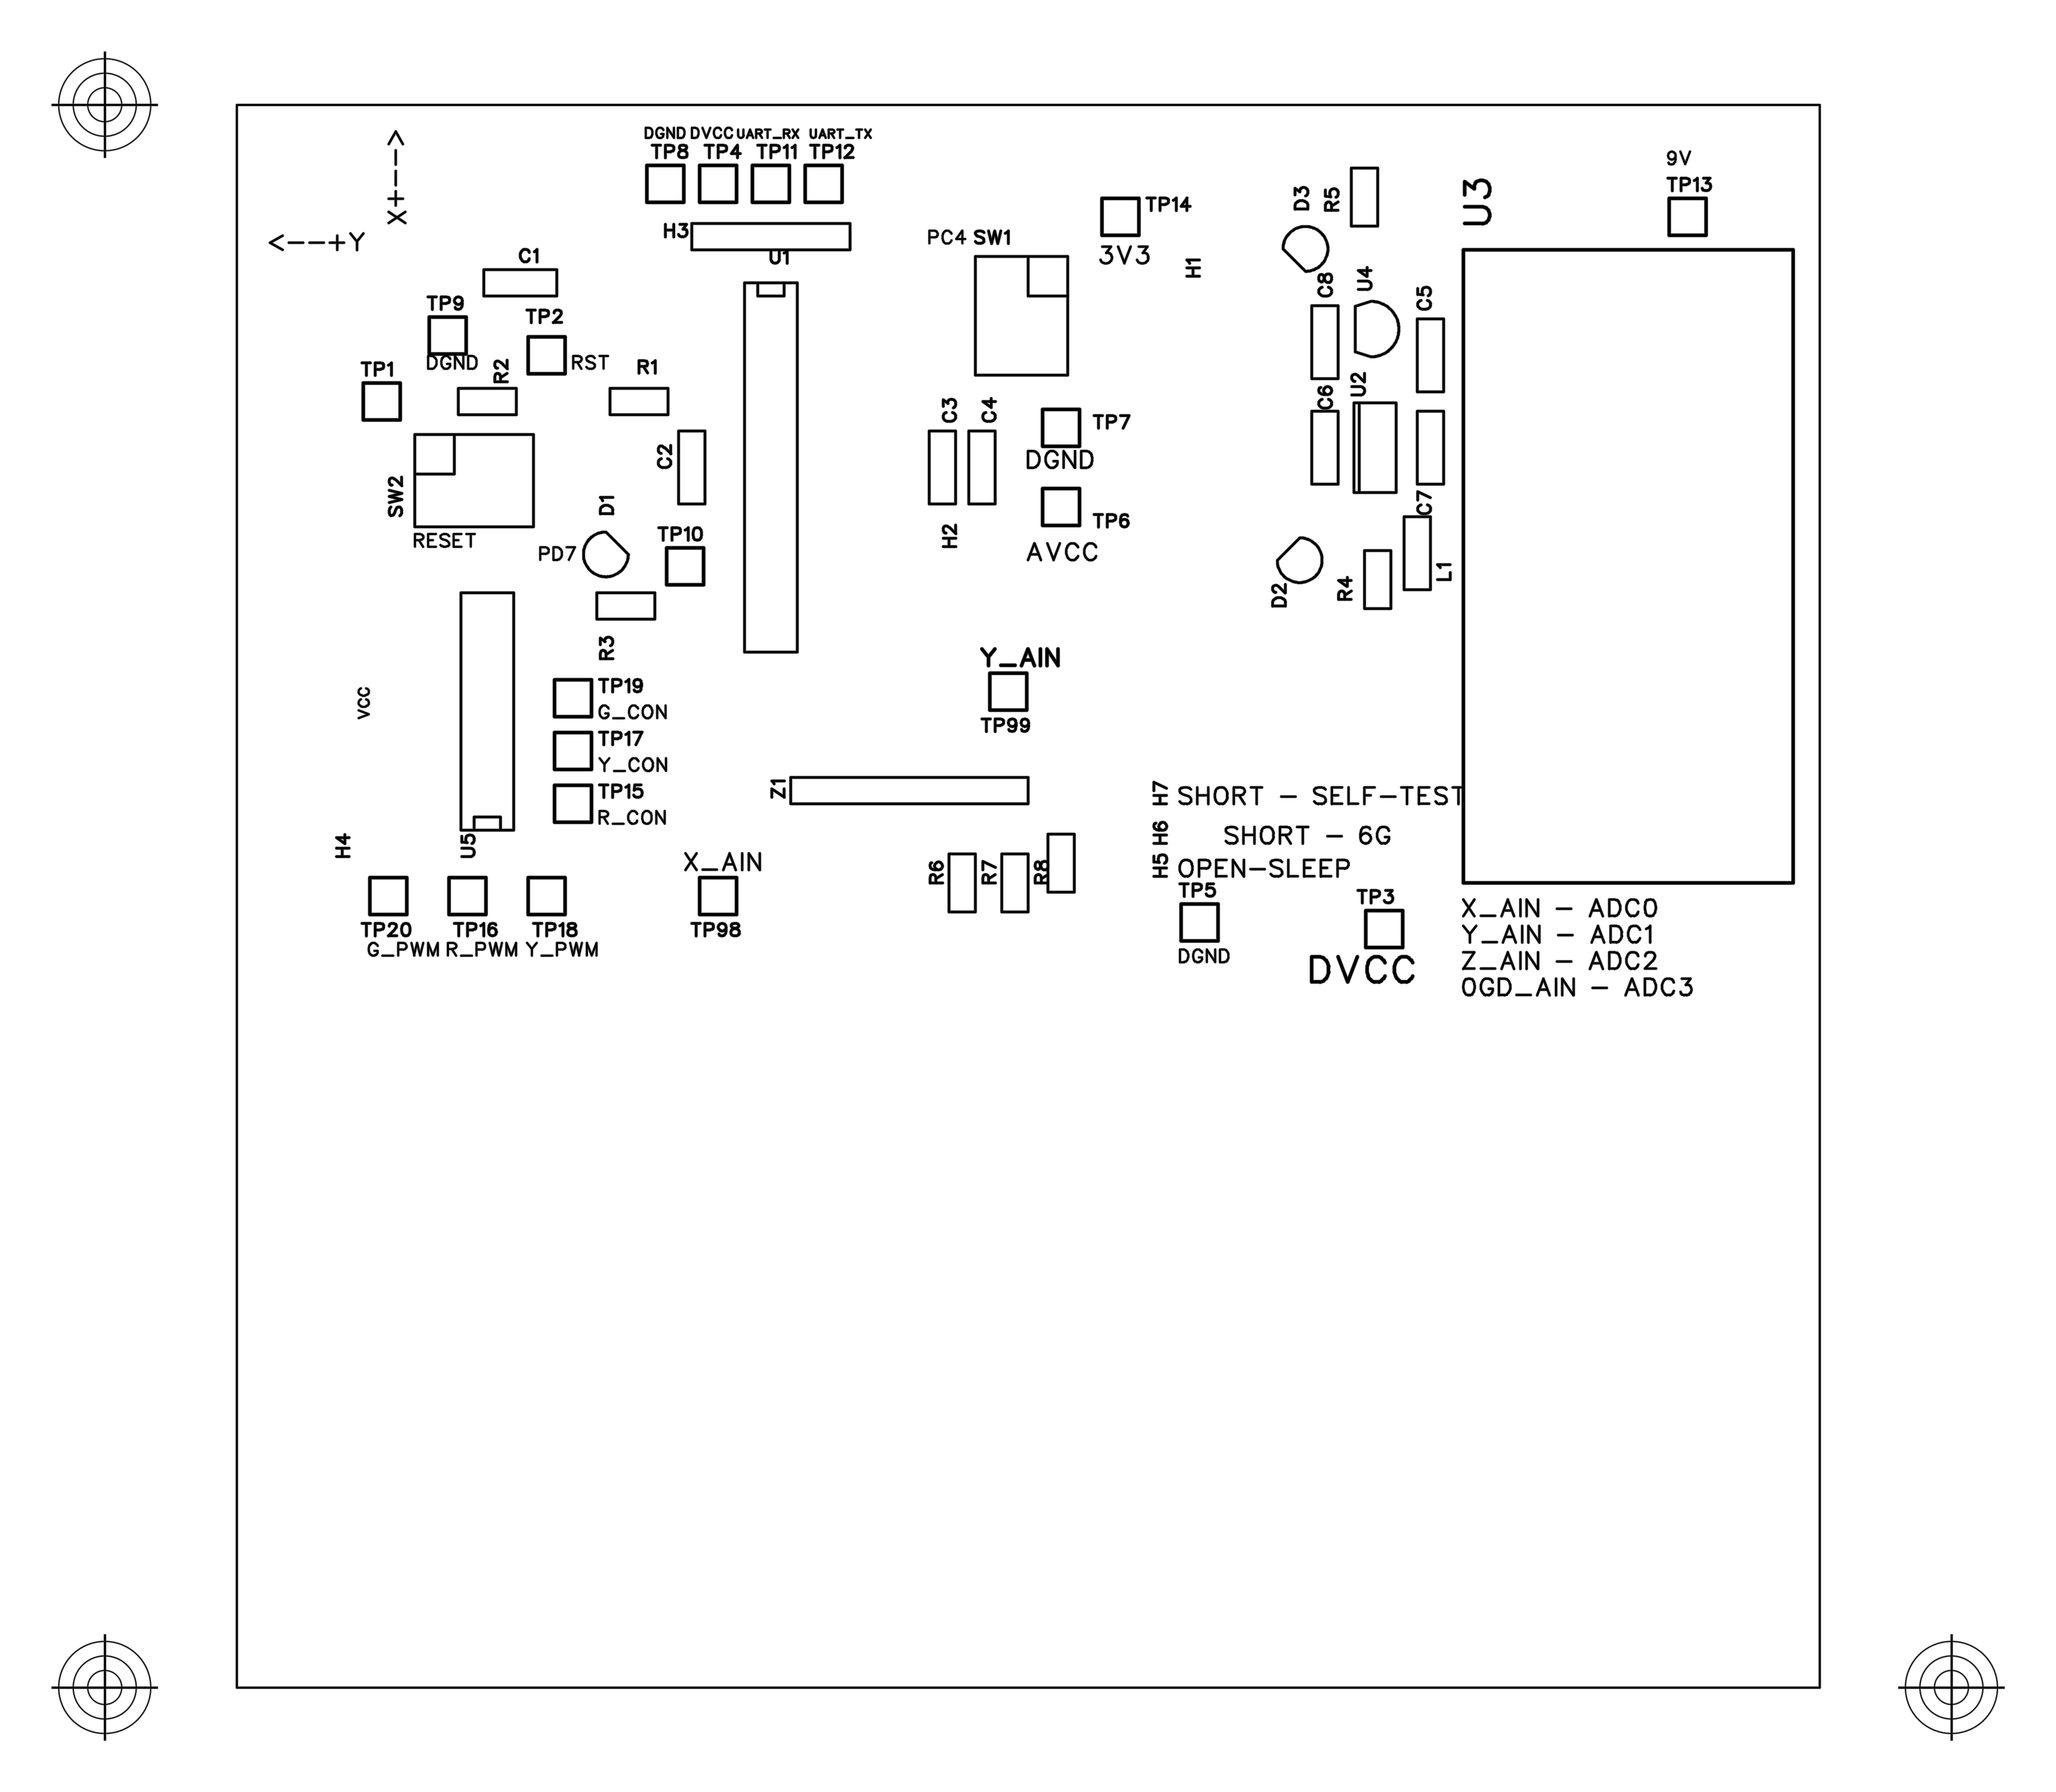 DGND DVCC UART_RX UART_TX
TP8 TP4 TP11 TP12
X+-->
<--+Y
9V
TP13
U3
D3
R5
TP14
3V3
H1
H3
U1
PC4 SW1
C1
C8
U4
C5
TP9
DGND
TP2
RST
R2
R1
TP1
C3
C4
TP7
DGND
C6
U2
C2
SW2
RESET
D1
PD7
TP10
H2
TP6
AVCC
C7
L1
D2
R4
R3
Y_AIN
TP99
VCC
TP19
G_CON
TP17
Y_CON
TP15
R_CON
Z1
H7 SHORT - SELF-TEST
H6 SHORT - 6G
H5 OPEN-SLEEP
H4
U5
X_AIN
R6
R7
R8
TP5
DGND
TP3
DVCC
TP20 TP16 TP18
G_PWM R_PWM Y_PWM
TP98
X_AIN - ADC0
Y_AIN - ADC1
Z_AIN - ADC2
0GD_AIN - ADC3